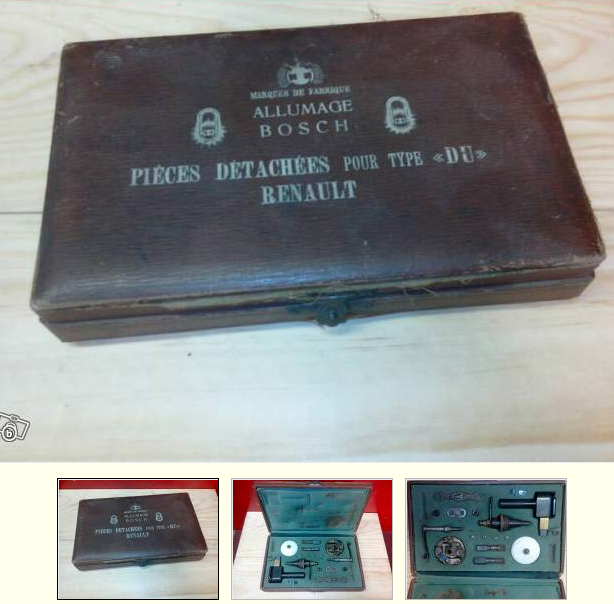 MARQUES DE FABRIQUE
ALLUMAGE
BOSCH
PIÈCES DÉTACHÉES POUR TYPE «DU»
RENAULT